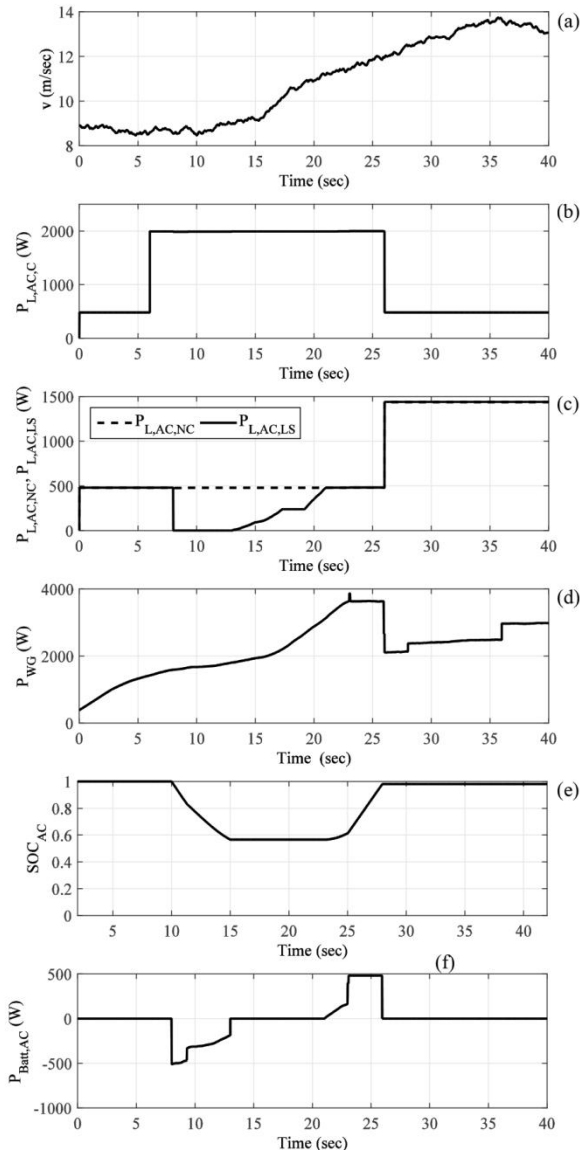 (a)
14
12
10
8
v (m/sec)
0 5 10 15 20 25 30 35 40
Time (sec)
(b)
2000
1000
0
P_L,AC,C (W)
0 5 10 15 20 25 30 35 40
Time (sec)
(c)
1500
1000
500
0
P_L,AC,NC, P_L,AC,LS (W)
P_L,AC,NC P_L,AC,LS
0 5 10 15 20 25 30 35 40
Time (sec)
(d)
4000
2000
0
P_WG (W)
0 5 10 15 20 25 30 35 40
Time (sec)
(e)
1
0.8
0.6
0.4
0.2
0
SOC_AC
5 10 15 20 25 30 35 40
Time (sec)
(f)
500
0
-500
-1000
P_Batt,AC (W)
0 5 10 15 20 25 30 35 40
Time (sec)